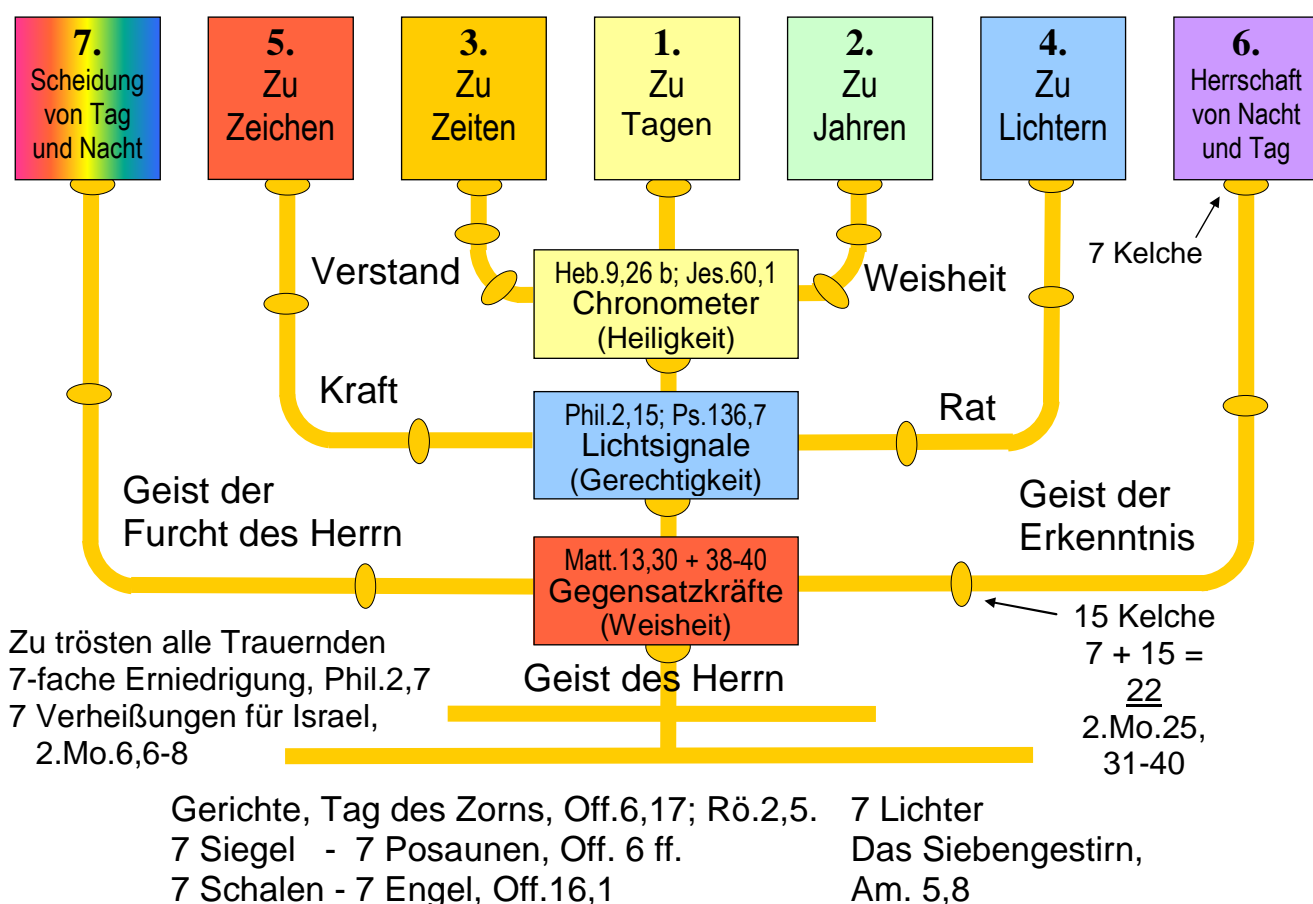 7.
Scheidung
von Tag
und Nacht
5.
Zu
Zeichen
3.
Zu
Zeiten
1.
Zu
Tagen
2.
Zu
Jahren
4.
Zu
Lichtern
6.
Herrschaft
von Nacht
und Tag
7 Kelche
Verstand
Heb.9,26 b; Jes.60,1
Chronometer
(Heiligkeit)
Weisheit
Kraft
Phil.2,15; Ps.136,7
Lichtsignale
(Gerechtigkeit)
Rat
Geist der
Furcht des Herrn
Matt.13,30 + 38-40
Gegensatzkräfte
(Weisheit)
Geist der
Erkenntnis
Geist des Herrn
Zu trösten alle Trauernden
7-fache Erniedrigung, Phil.2,7
7 Verheißungen für Israel,
2.Mo.6,6-8
15 Kelche
7 + 15 =
22
2.Mo.25,
31-40
Gerichte, Tag des Zorns, Off.6,17; Rö.2,5.
7 Siegel - 7 Posaunen, Off. 6 ff.
7 Schalen - 7 Engel, Off.16,1
7 Lichter
Das Siebengestirn,
Am. 5,8